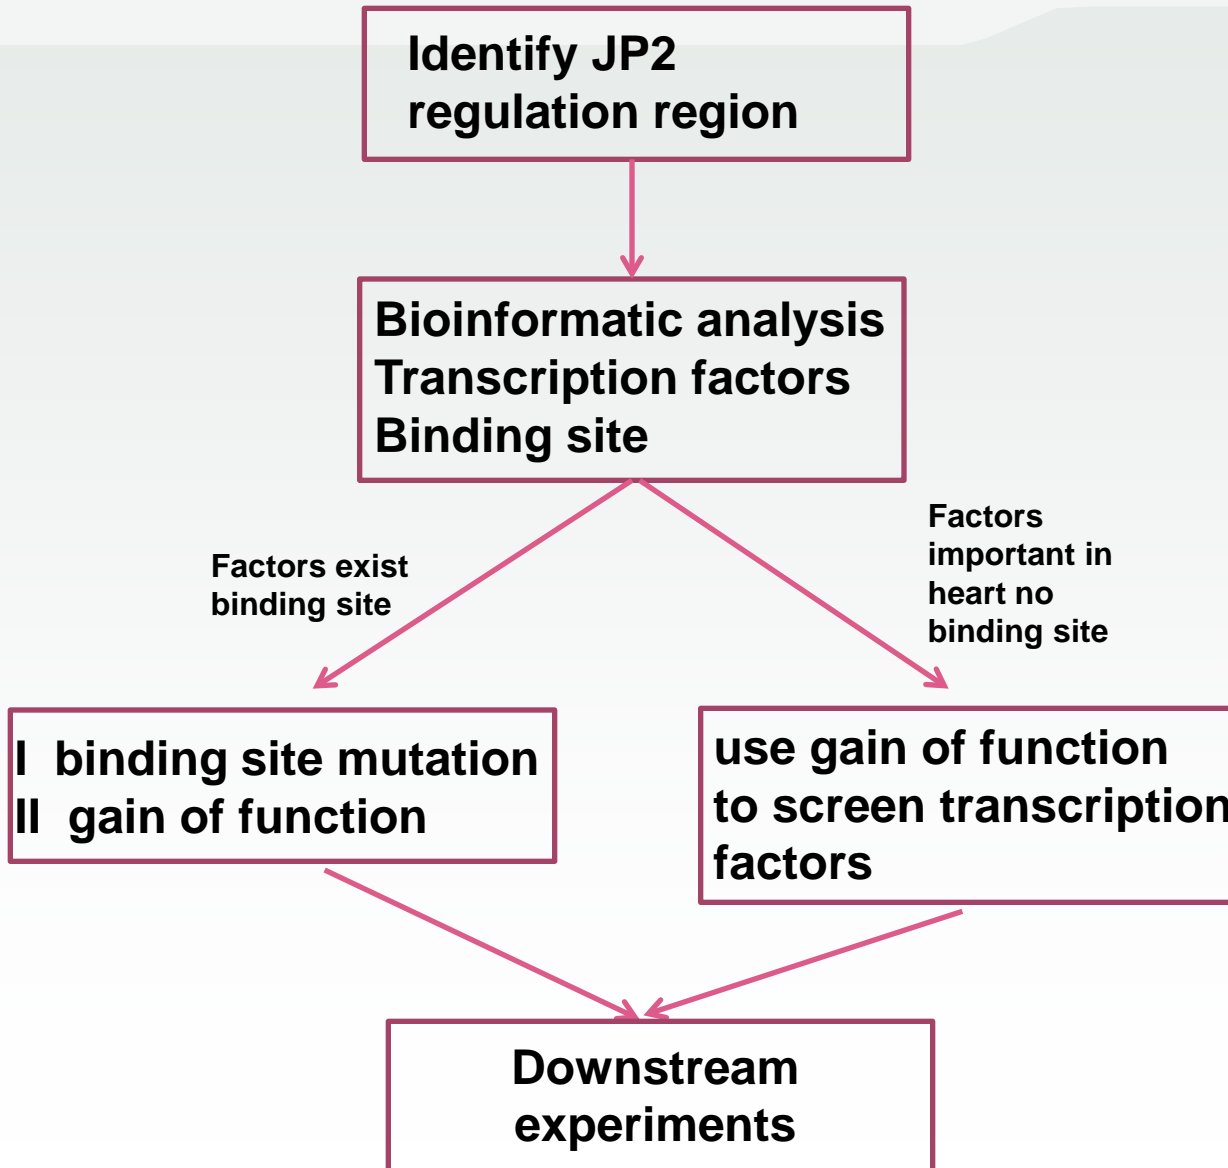 Identify JP2
regulation region
Bioinformatic analysis
Transcription factors
Binding site
Factors exist
binding site
Factors
important in
heart no
binding site
I  binding site mutation
II  gain of function
use gain of function
to screen transcription
factors
Downstream
experiments